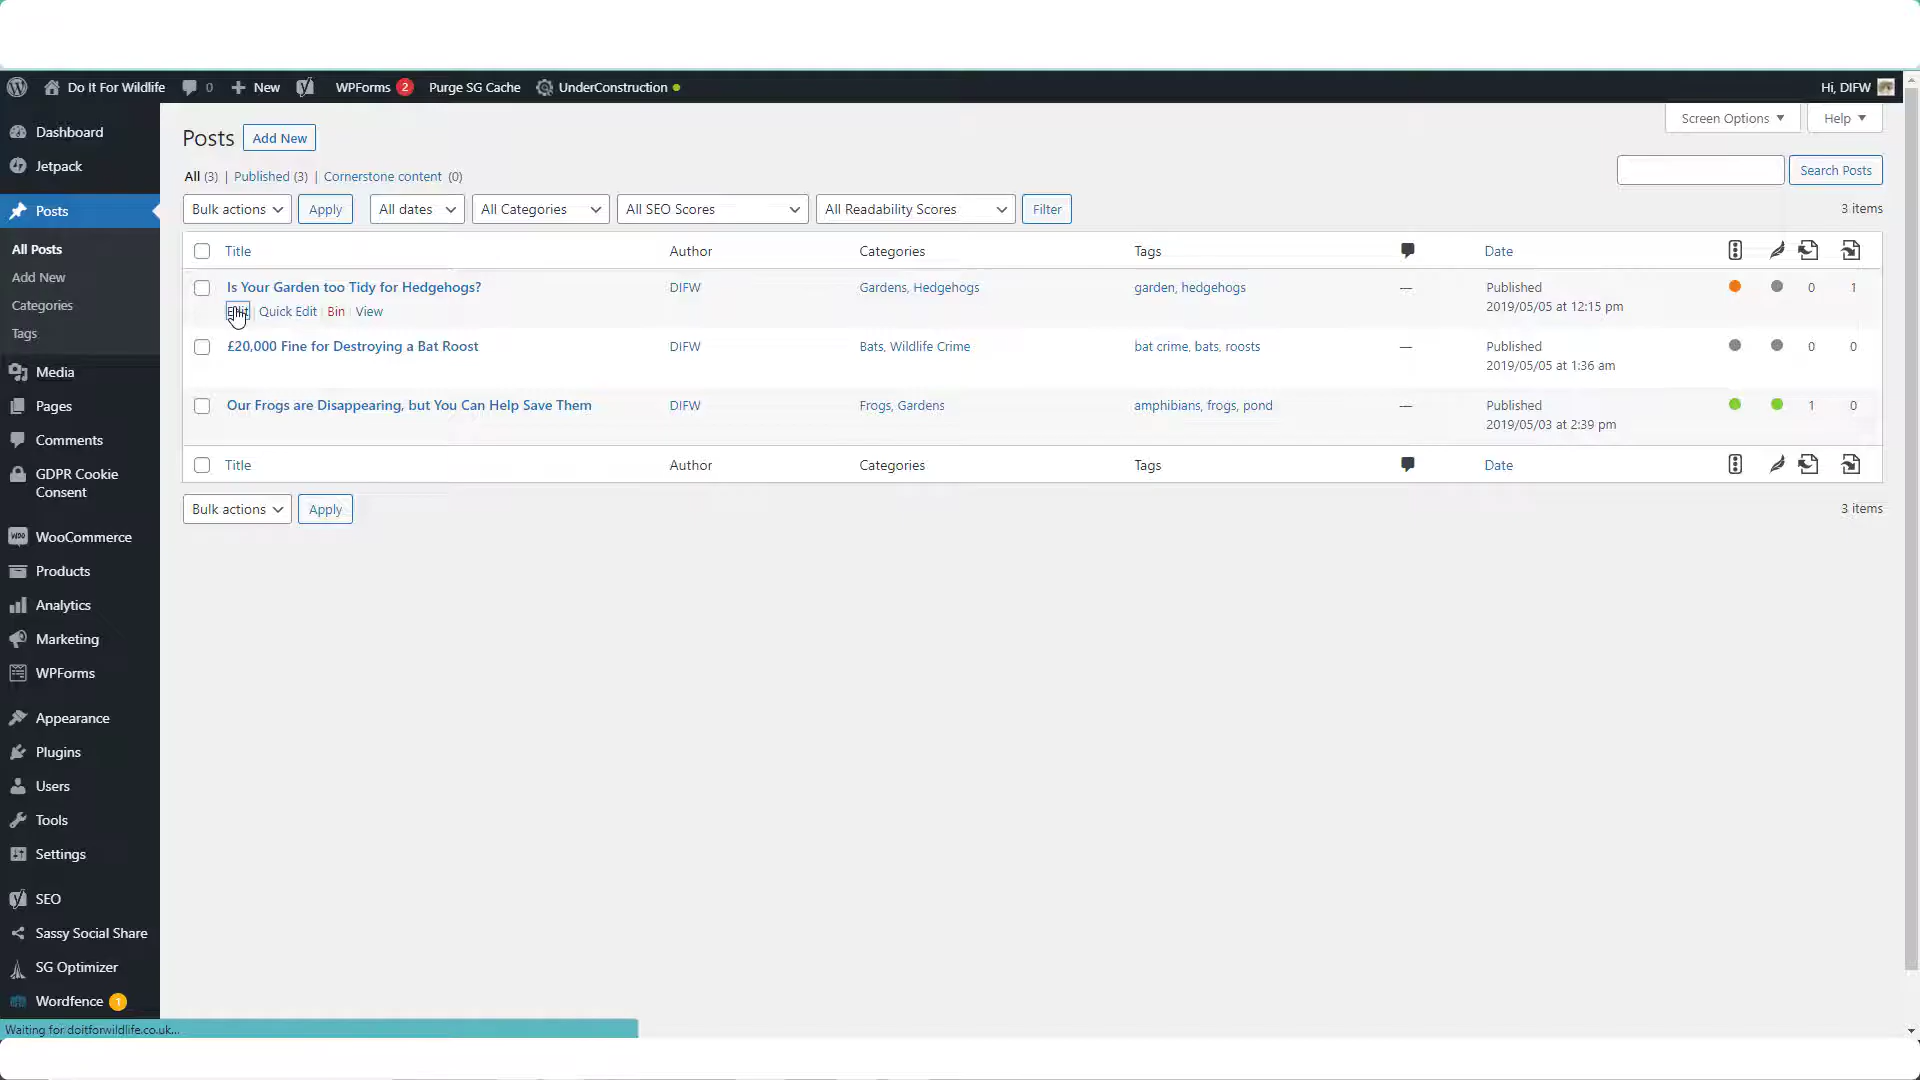 Do It For Wildlife 0 New WPForms 2 Purge SG Cache UnderConstruction Hi, DIFW
Dashboard
Jetpack
Posts
All Posts
Add New
Categories
Tags
Media
Pages
Comments
GDPR Cookie
Consent
WooCommerce
Products
Analytics
Marketing
WPForms
Appearance
Plugins
Users
Tools
Settings
SEO
Sassy Social Share
SG Optimizer
Wordfence 1
Screen Options Help
Posts Add New
All (3) | Published (3) | Cornerstone content (0)
Search Posts
Bulk actions Apply All dates All Categories All SEO Scores All Readability Scores Filter 3 items
Title Author Categories Tags Date
Is Your Garden too Tidy for Hedgehogs? DIFW Gardens, Hedgehogs garden, hedgehogs — Published 0 1
2019/05/05 at 12:15 pm
Edit | Quick Edit | Bin | View
£20,000 Fine for Destroying a Bat Roost DIFW Bats, Wildlife Crime bat crime, bats, roosts — Published 0 0
2019/05/05 at 1:36 am
Our Frogs are Disappearing, but You Can Help Save Them DIFW Frogs, Gardens amphibians, frogs, pond — Published 1 0
2019/05/03 at 2:39 pm
Title Author Categories Tags Date
Bulk actions Apply 3 items
Waiting for doitforwildlife.co.uk...